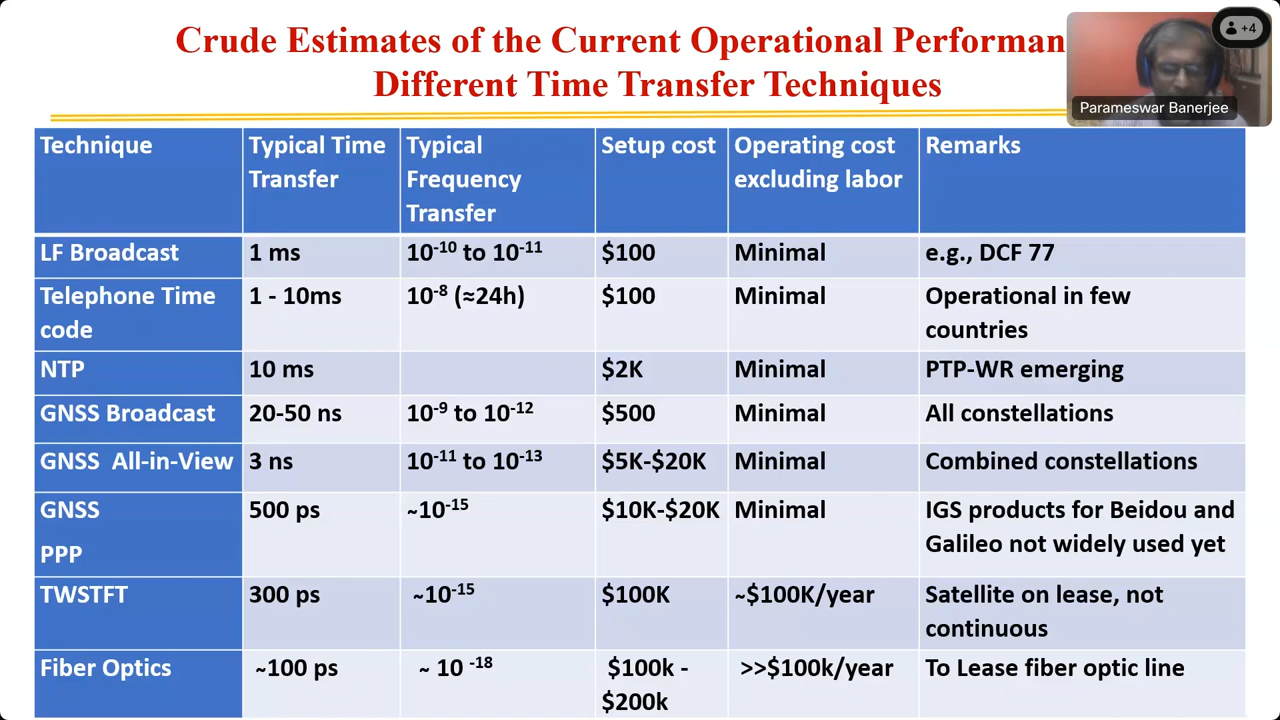 Crude Estimates of the Current Operational Performan
Different Time Transfer Techniques
+4
Parameswar Banerjee
Technique
Typical Time
Transfer
Typical
Frequency
Transfer
Setup cost
Operating cost
excluding labor
Remarks
LF Broadcast
1 ms
10⁻¹⁰ to 10⁻¹¹
$100
Minimal
e.g., DCF 77
Telephone Time
code
1 - 10ms
10⁻⁸ (≈24h)
$100
Minimal
Operational in few
countries
NTP
10 ms
$2K
Minimal
PTP-WR emerging
GNSS Broadcast
20-50 ns
10⁻⁹ to 10⁻¹²
$500
Minimal
All constellations
GNSS All-in-View
3 ns
10⁻¹¹ to 10⁻¹³
$5K-$20K
Minimal
Combined constellations
GNSS
PPP
500 ps
~10⁻¹⁵
$10K-$20K
Minimal
IGS products for Beidou and
Galileo not widely used yet
TWSTFT
300 ps
~10⁻¹⁵
$100K
~$100K/year
Satellite on lease, not
continuous
Fiber Optics
~100 ps
~ 10 ⁻¹⁸
$100k -
$200k
>>$100k/year
To Lease fiber optic line